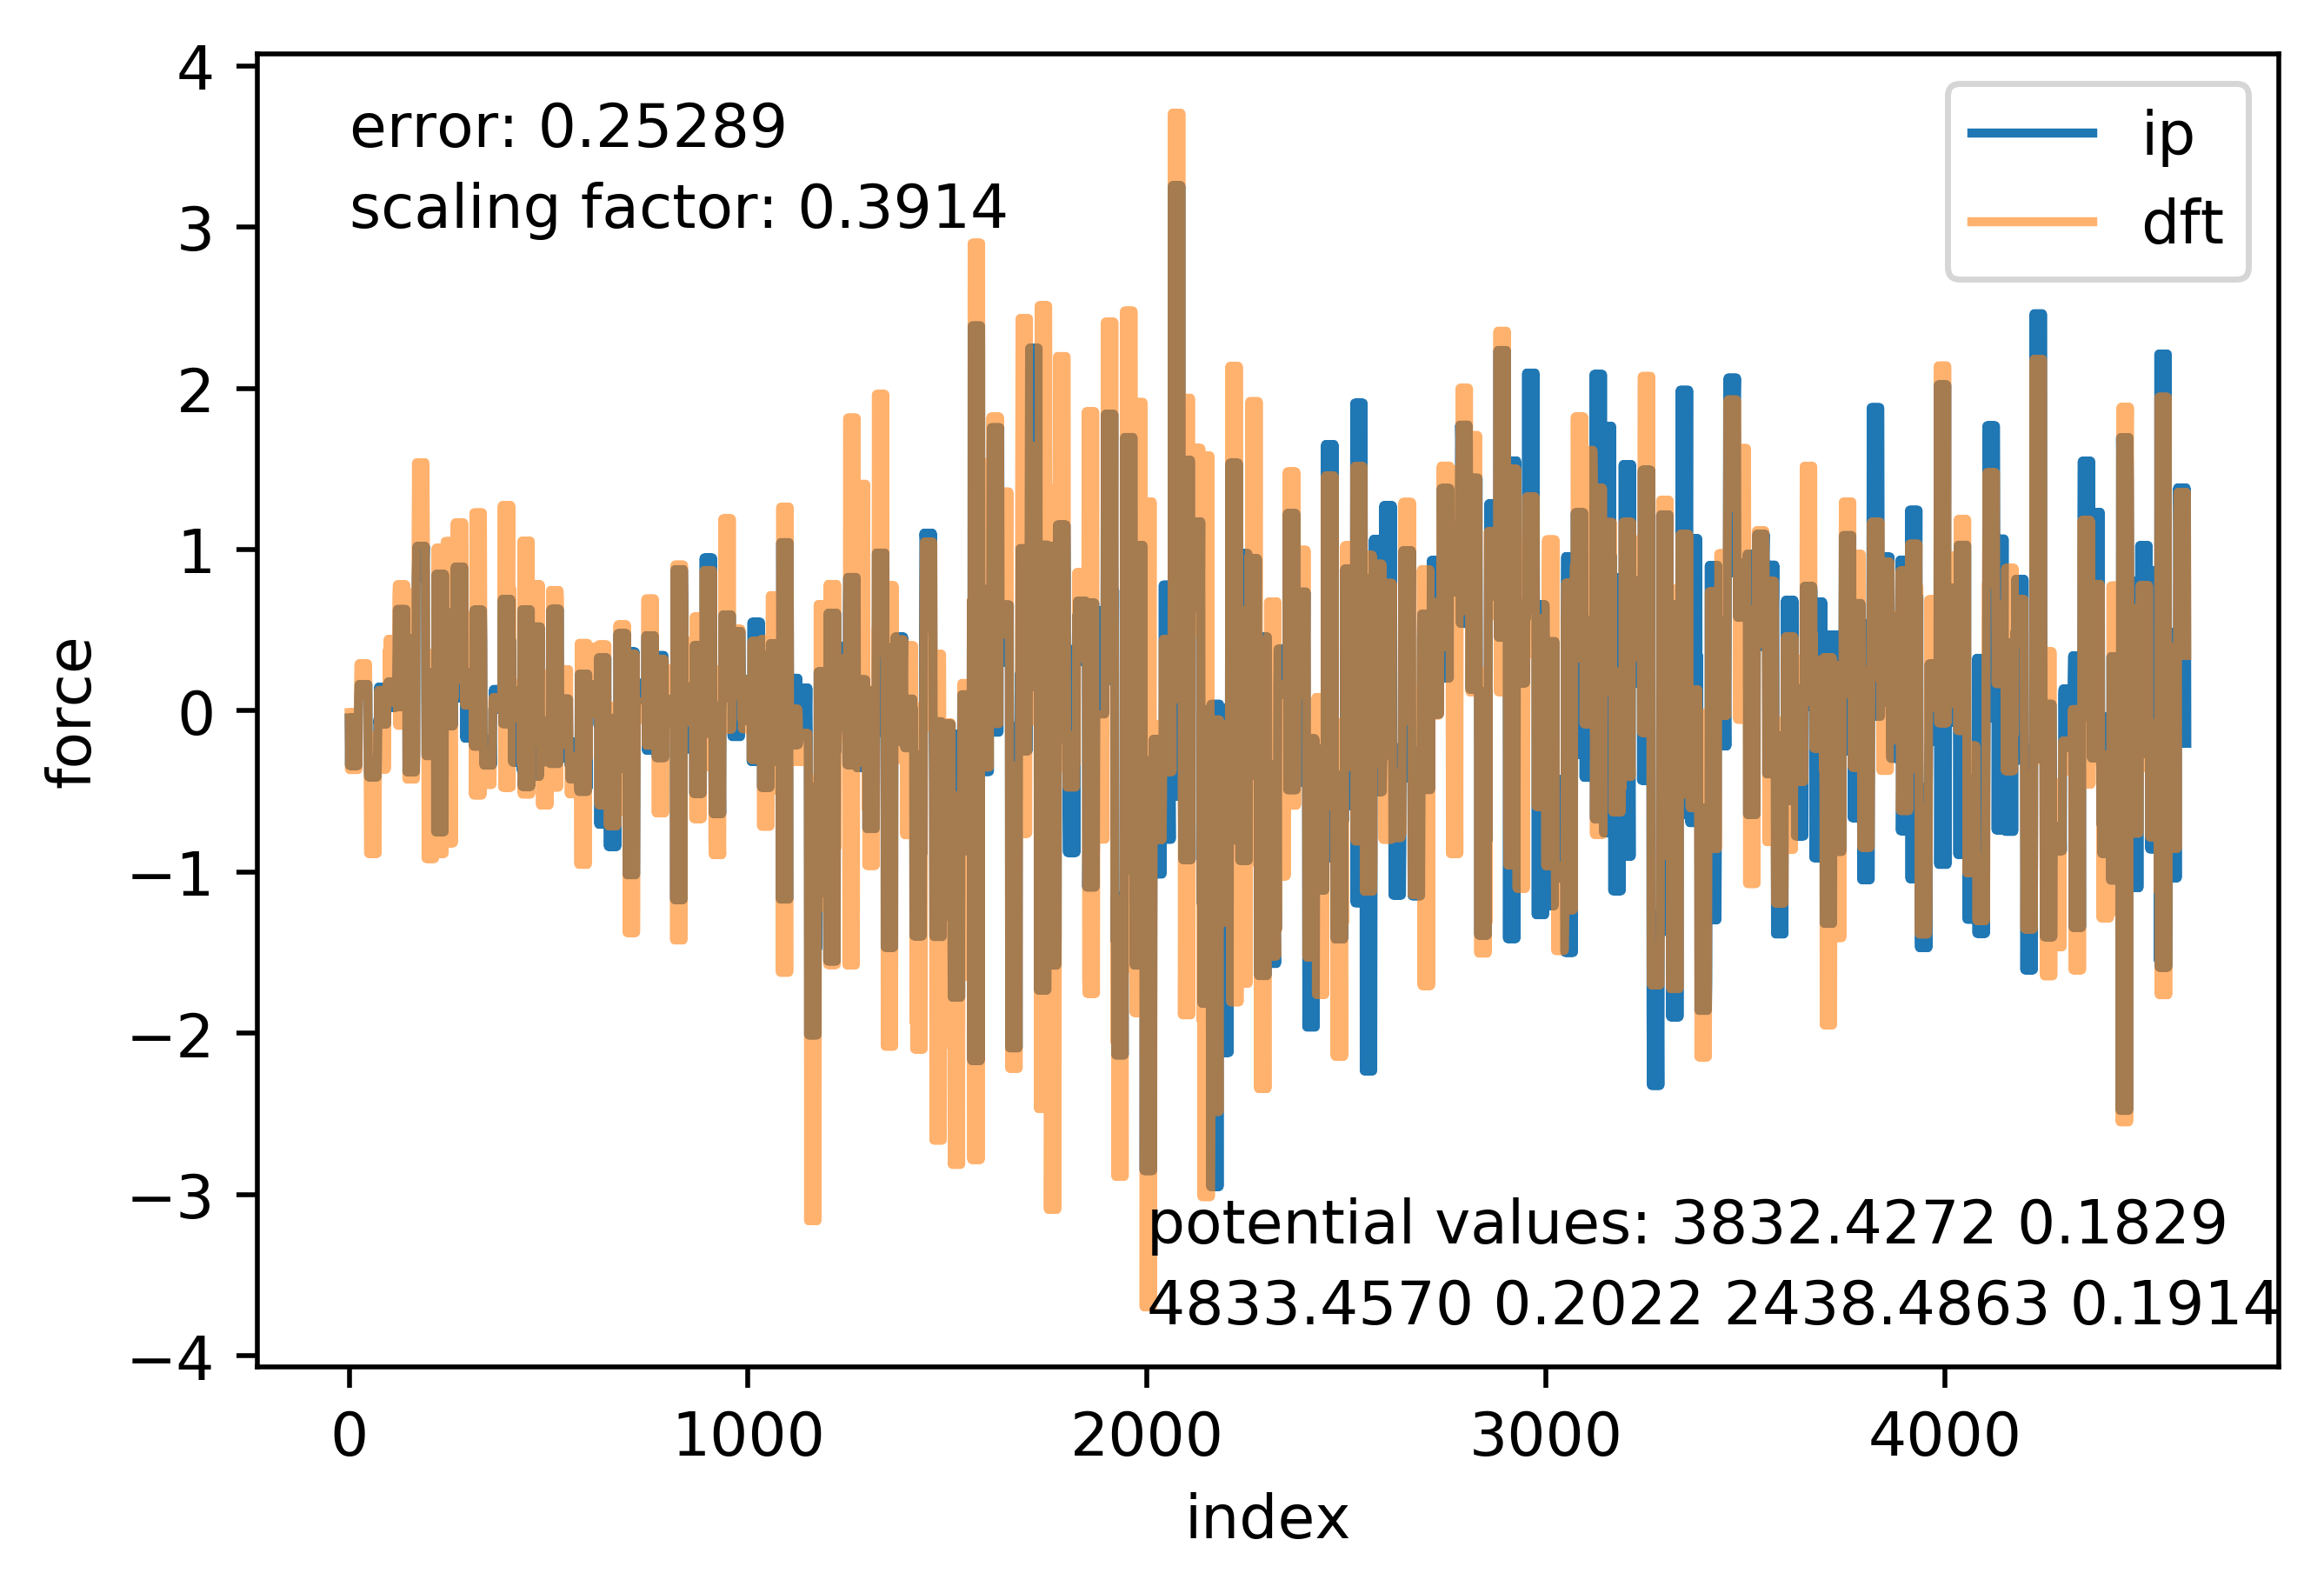 error: 0.25289
scaling factor: 0.3914
ip
dft
4
3
2
1
0
−1
−2
−3
−4
force
potential values: 3832.4272 0.1829
4833.4570 0.2022 2438.4863 0.1914
0 1000 2000 3000 4000
index